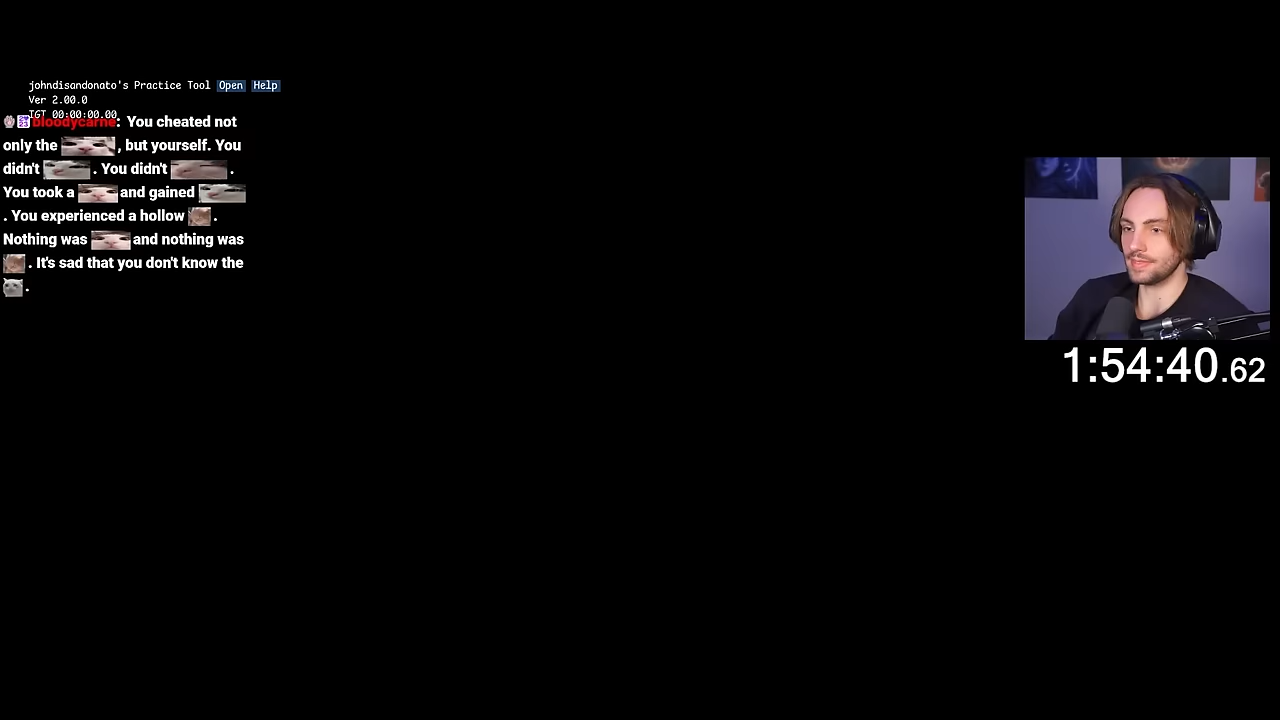 johndisandonato's Practice Tool Open Help
Ver 2.00.0
IGT 00:00:00.00
bloodycarne: You cheated not
only the , but yourself. You
didn't . You didn't .
You took a and gained
. You experienced a hollow .
Nothing was and nothing was
. It's sad that you don't know the
.
1:54:40.62